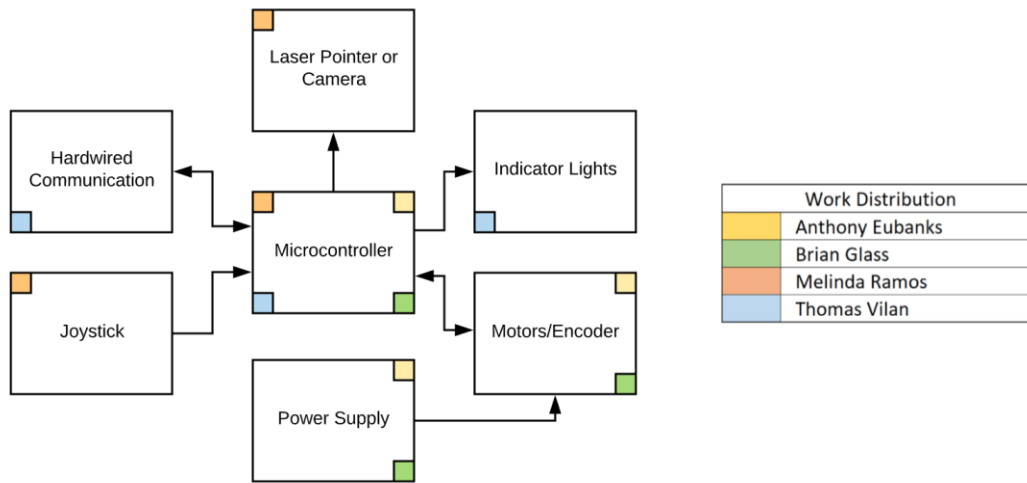 Laser Pointer or
Camera
Hardwired
Communication
Indicator Lights
Microcontroller
Joystick
Motors/Encoder
Power Supply
Work Distribution
Anthony Eubanks
Brian Glass
Melinda Ramos
Thomas Vilan